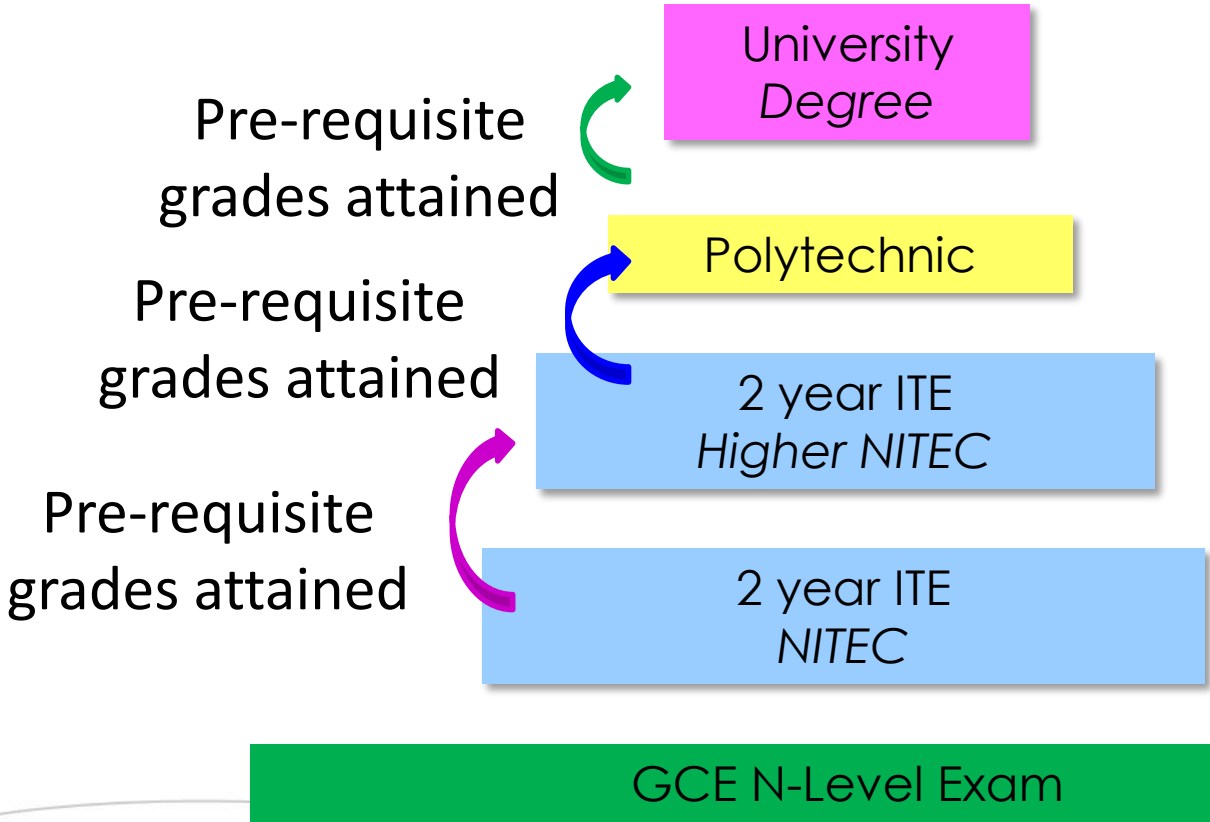 University
Degree
Pre-requisite
grades attained
Polytechnic
Pre-requisite
grades attained
2 year ITE
Higher NITEC
Pre-requisite
grades attained
2 year ITE
NITEC
GCE N-Level Exam